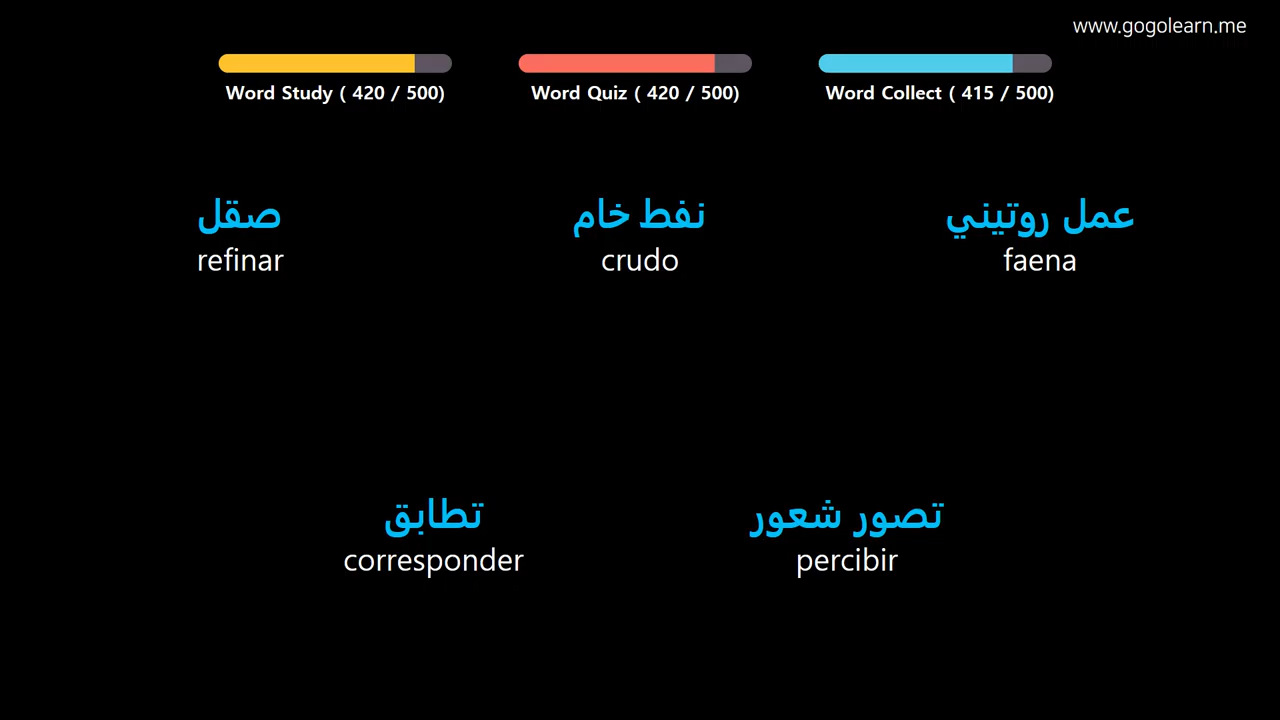 www.gogolearn.me
Word Study ( 420 / 500)
Word Quiz ( 420 / 500)
Word Collect ( 415 / 500)
صقل
refinar
نفط خام
crudo
عمل روتيني
faena
تطابق
corresponder
تصور شعور
percibir